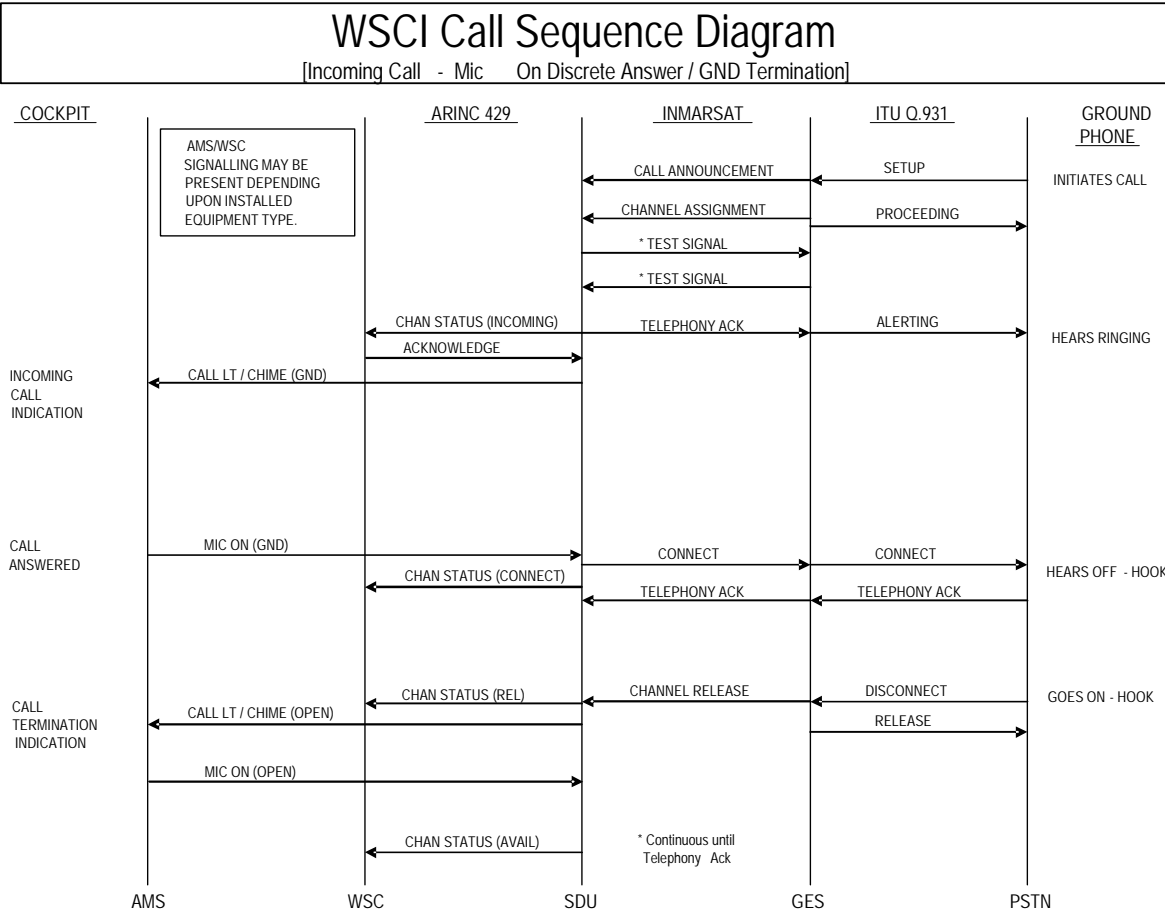 WSCI Call Sequence Diagram
[Incoming Call - Mic On Discrete Answer / GND Termination]
COCKPIT
ARINC 429
INMARSAT
ITU Q.931
GROUND
PHONE
AMS/WSC
SIGNALLING MAY BE
PRESENT DEPENDING
UPON INSTALLED
EQUIPMENT TYPE.
CALL ANNOUNCEMENT
SETUP
INITIATES CALL
CHANNEL ASSIGNMENT
PROCEEDING
* TEST SIGNAL
* TEST SIGNAL
CHAN STATUS (INCOMING)
TELEPHONY ACK
ALERTING
HEARS RINGING
ACKNOWLEDGE
INCOMING
CALL
INDICATION
CALL LT / CHIME (GND)
CALL
ANSWERED
MIC ON (GND)
CONNECT
CONNECT
HEARS OFF - HOOK
CHAN STATUS (CONNECT)
TELEPHONY ACK
TELEPHONY ACK
CHAN STATUS (REL)
CHANNEL RELEASE
DISCONNECT
GOES ON - HOOK
CALL
TERMINATION
INDICATION
CALL LT / CHIME (OPEN)
RELEASE
MIC ON (OPEN)
CHAN STATUS (AVAIL)
* Continuous until
Telephony Ack
AMS
WSC
SDU
GES
PSTN